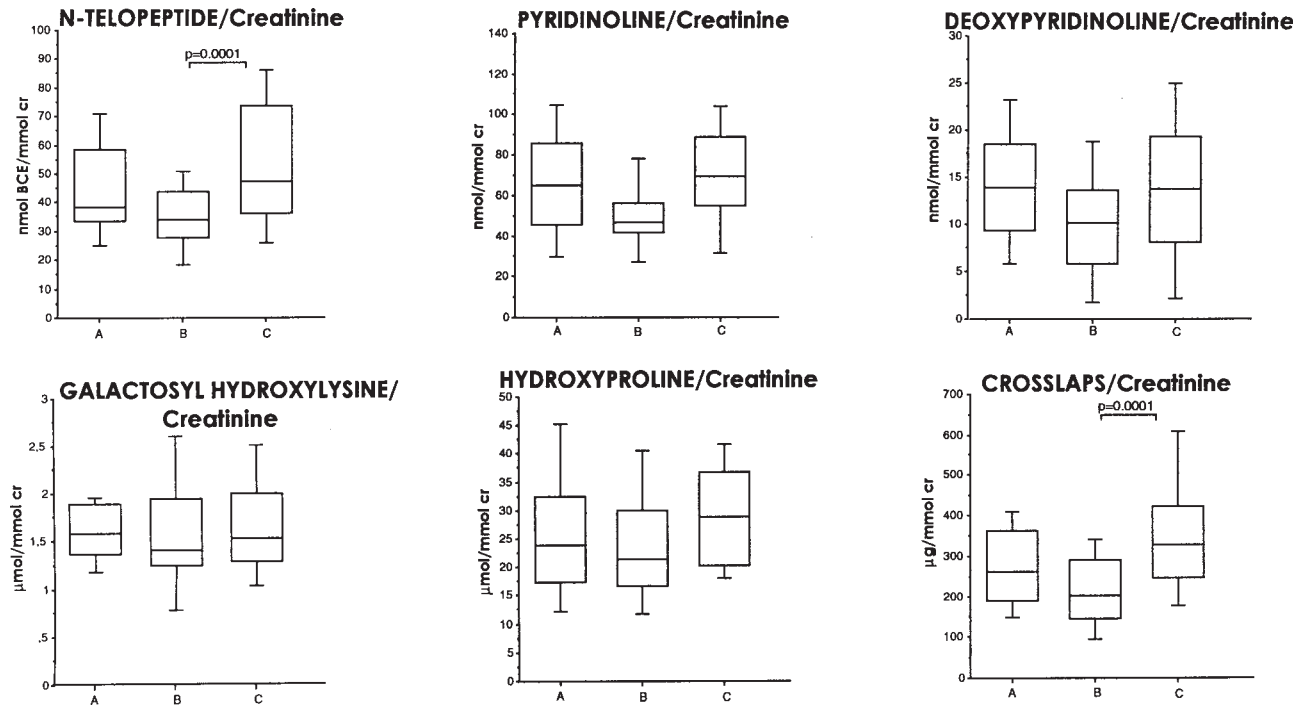 N-TELOPEPTIDE/Creatinine
nmol BCE/mmol cr
100
90
80
70
60
50
40
30
20
10
0
p=0.0001
A B C
PYRIDINOLINE/Creatinine
nmol/mmol cr
140
120
100
80
60
40
20
0
A B C
DEOXYPYRIDINOLINE/Creatinine
nmol/mmol cr
30
25
20
15
10
5
0
A B C
GALACTOSYL HYDROXYLYSINE/
Creatinine
µmol/mmol cr
3
2,5
2
1.5
1
.5
0
A B C
HYDROXYPROLINE/Creatinine
µmol/mmol cr
50
45
40
35
30
25
20
15
10
5
0
A B C
CROSSLAPS/Creatinine
µg/mmol cr
700
600
500
400
300
200
100
0
p=0.0001
A B C